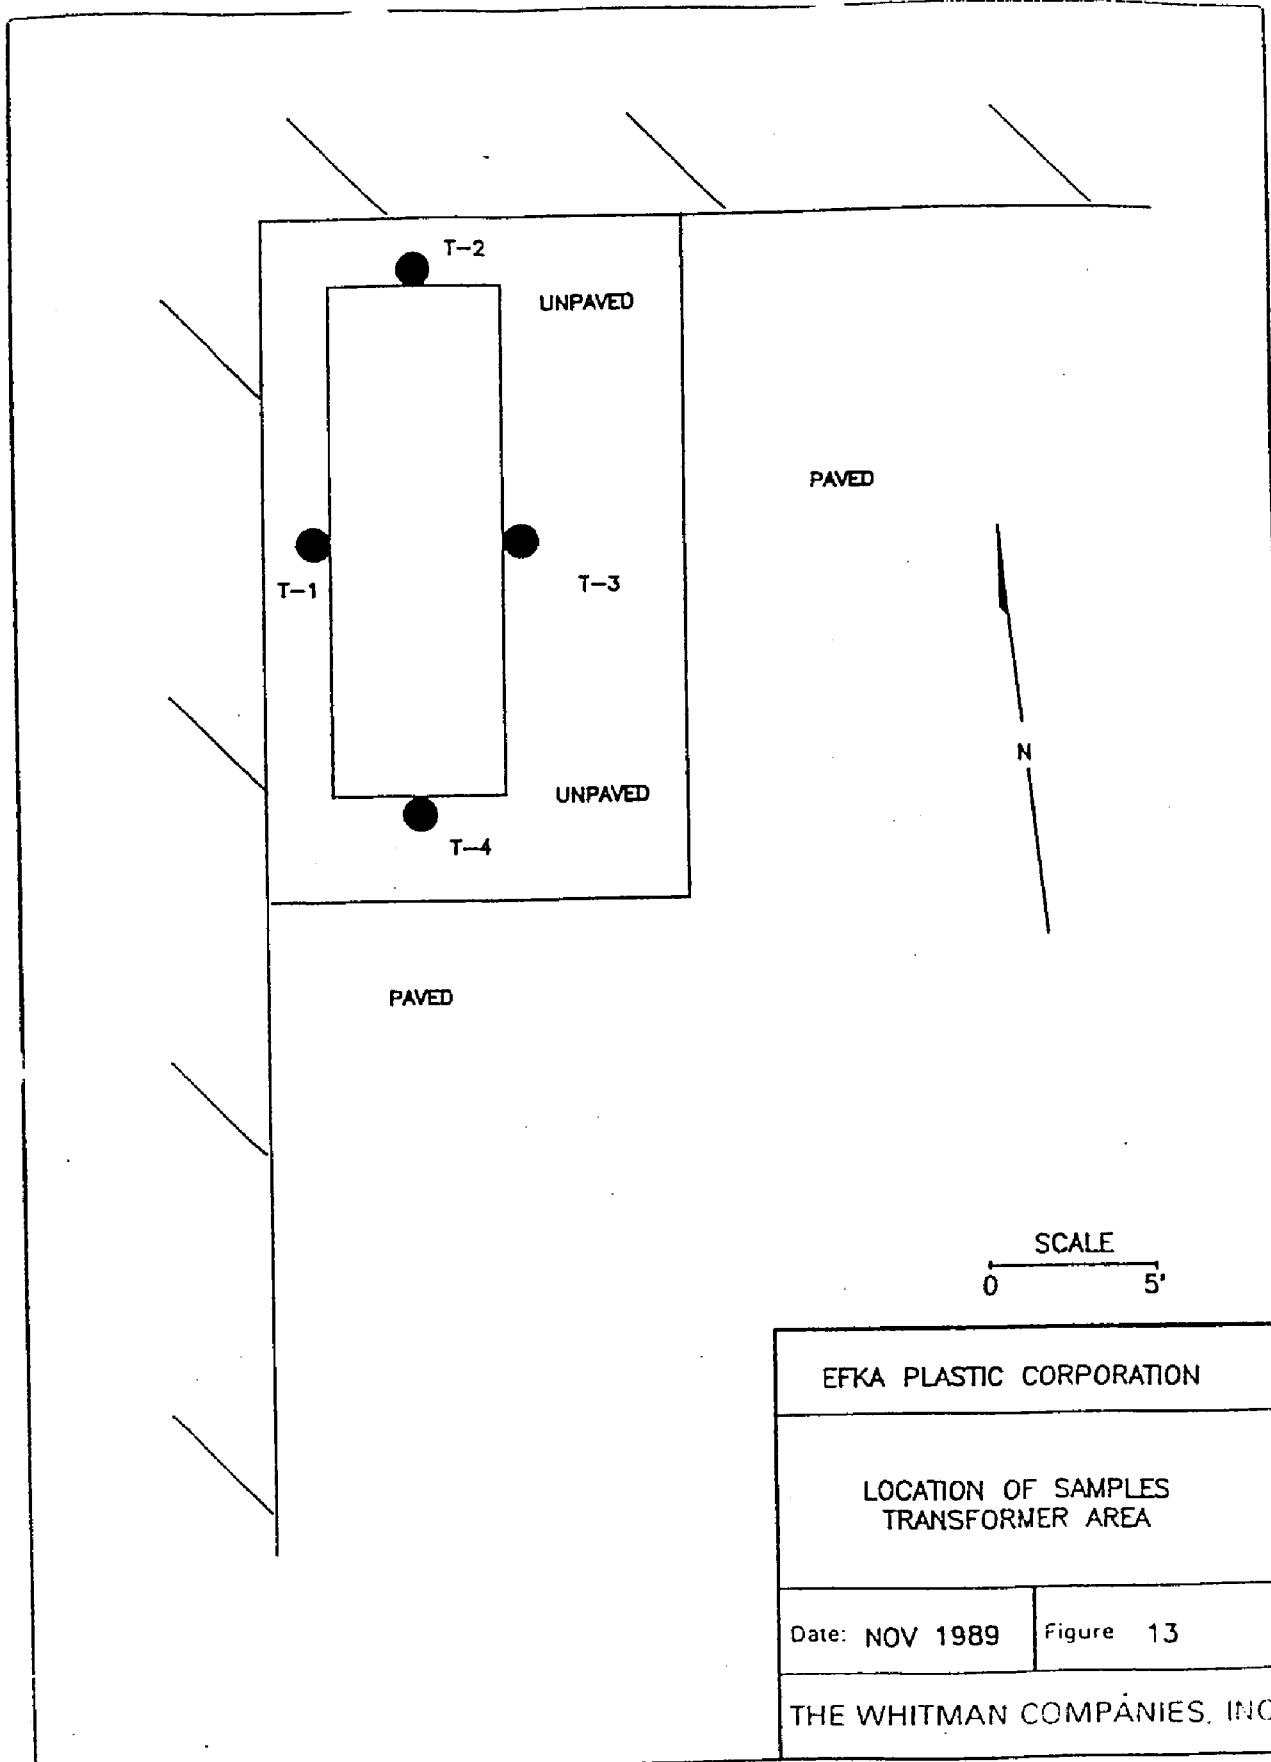 T-2
UNPAVED
PAVED
T-1
T-3
N
UNPAVED
T-4
PAVED
SCALE
0 5'
EFKA PLASTIC CORPORATION
LOCATION OF SAMPLES
TRANSFORMER AREA
Date: NOV 1989 Figure 13
THE WHITMAN COMPANIES, INC